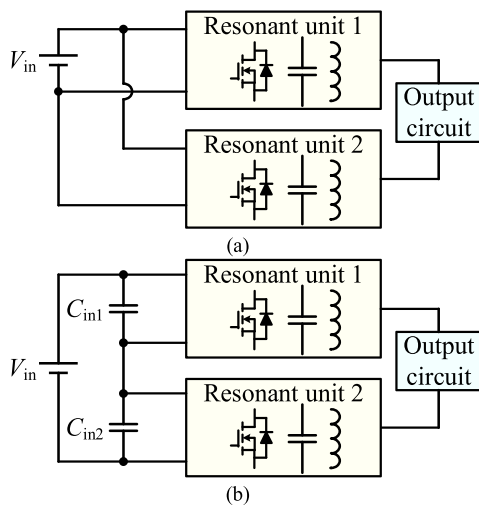 Resonant unit 1
V_in
Output
circuit
Resonant unit 2
(a)
Resonant unit 1
C_in1
V_in
Output
circuit
Resonant unit 2
C_in2
(b)